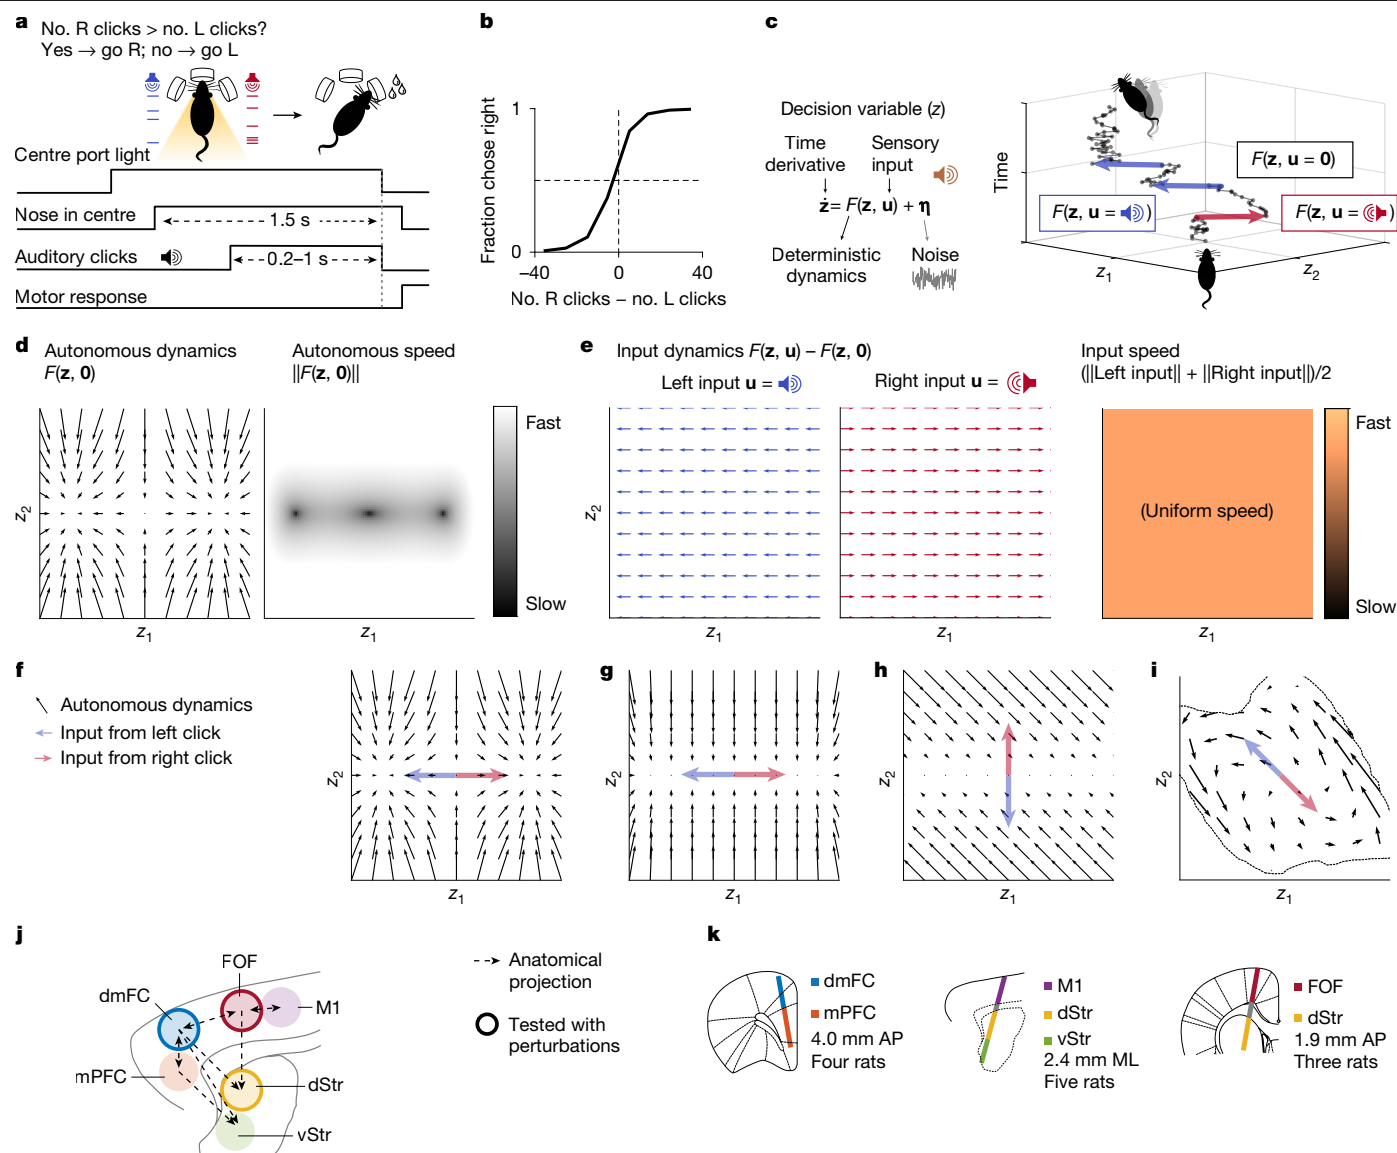 a
No. R clicks > no. L clicks?
Yes → go R; no → go L
Centre port light
Nose in centre
1.5 s
Auditory clicks
0.2–1 s
Motor response
b
Fraction chose right
1
0
−40
0
40
No. R clicks − no. L clicks
c
Decision variable (z)
Time derivative
Sensory input
ż = F(z, u) + η
Deterministic dynamics
Noise
Time
F(z, u = 0)
F(z, u = )
F(z, u = )
z1
z2
d
Autonomous dynamics
F(z, 0)
Autonomous speed
||F(z, 0)||
Fast
Slow
z2
z1
z1
e
Input dynamics F(z, u) − F(z, 0)
Left input u =
Right input u =
Input speed
(||Left input|| + ||Right input||)/2
(Uniform speed)
Fast
Slow
z2
z1
z1
z1
f
Autonomous dynamics
Input from left click
Input from right click
z2
z1
g
z2
z1
h
z2
z1
i
z2
z1
j
FOF
dmFC
M1
mPFC
dStr
vStr
Anatomical
projection
Tested with
perturbations
k
dmFC
mPFC
4.0 mm AP
Four rats
M1
dStr
vStr
2.4 mm ML
Five rats
FOF
dStr
1.9 mm AP
Three rats